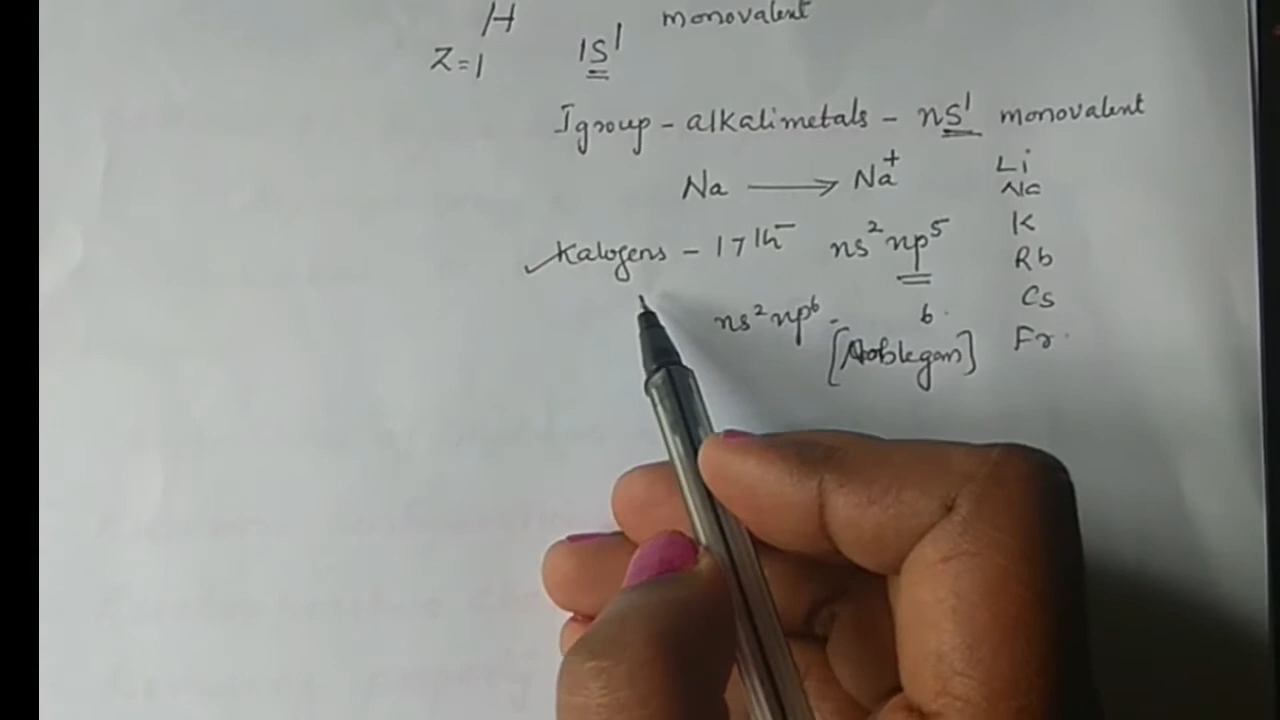 H 1s¹ monovalent
Z=1
I group - alkalimetals - ns¹ monovalent
Na ⟶ Na⁺
Li
Na
K
Rb
Cs
Fr
Halogens - 17th ns² np⁵
ns² np⁶ - 6.
[Noblegas]